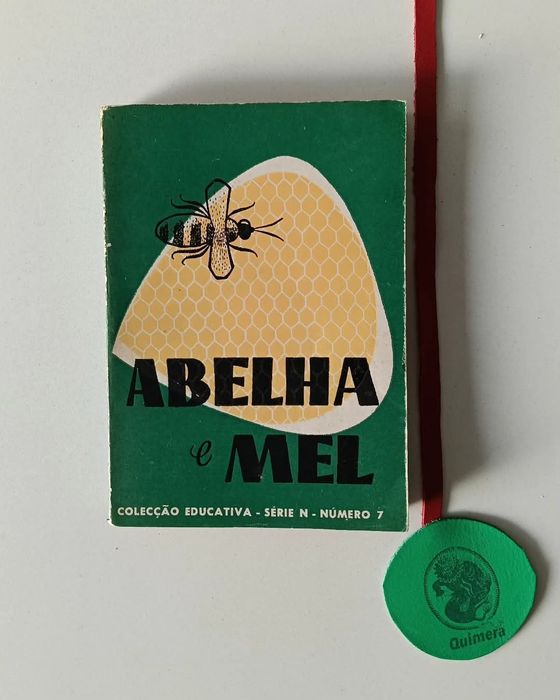 ABELHA
e MEL
COLECÇÃO EDUCATIVA - SÉRIE N - NÚMERO 7
Quimera